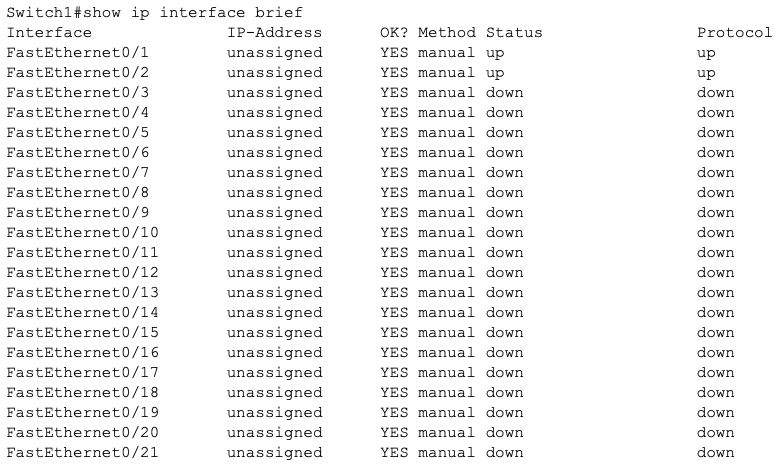 Switch1#show ip interface brief
Interface              IP-Address      OK? Method Status                Protocol
FastEthernet0/1        unassigned      YES manual up                    up
FastEthernet0/2        unassigned      YES manual up                    up
FastEthernet0/3        unassigned      YES manual down                  down
FastEthernet0/4        unassigned      YES manual down                  down
FastEthernet0/5        unassigned      YES manual down                  down
FastEthernet0/6        unassigned      YES manual down                  down
FastEthernet0/7        unassigned      YES manual down                  down
FastEthernet0/8        unassigned      YES manual down                  down
FastEthernet0/9        unassigned      YES manual down                  down
FastEthernet0/10       unassigned      YES manual down                  down
FastEthernet0/11       unassigned      YES manual down                  down
FastEthernet0/12       unassigned      YES manual down                  down
FastEthernet0/13       unassigned      YES manual down                  down
FastEthernet0/14       unassigned      YES manual down                  down
FastEthernet0/15       unassigned      YES manual down                  down
FastEthernet0/16       unassigned      YES manual down                  down
FastEthernet0/17       unassigned      YES manual down                  down
FastEthernet0/18       unassigned      YES manual down                  down
FastEthernet0/19       unassigned      YES manual down                  down
FastEthernet0/20       unassigned      YES manual down                  down
FastEthernet0/21       unassigned      YES manual down                  down